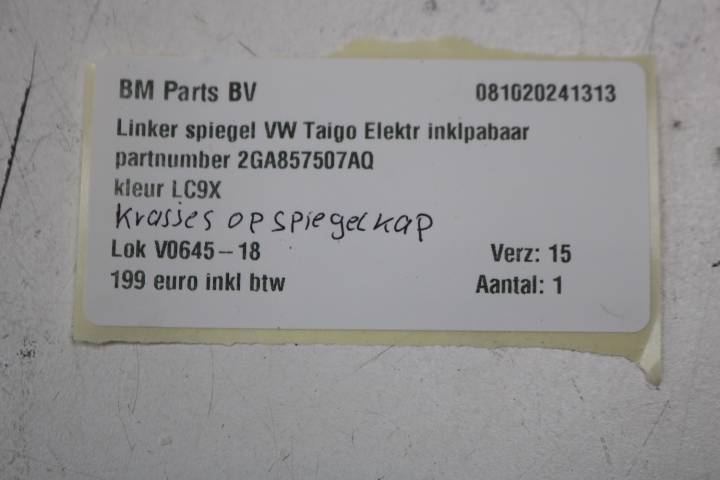 BM Parts BV 081020241313
Linker spiegel VW Taigo Elektr inklpabaar
partnumber 2GA857507AQ
kleur LC9X
krasjes op spiegelkap
Lok V0645-18 Verz: 15
199 euro inkl btw Aantal: 1